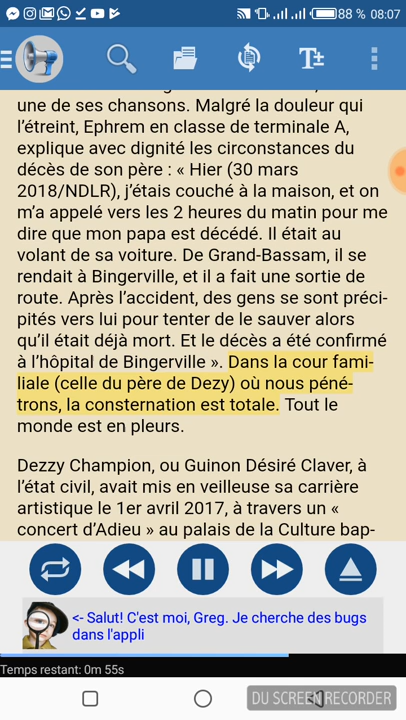 88 % 08:07
T±
une de ses chansons. Malgré la douleur qui
l'étreint, Ephrem en classe de terminale A,
explique avec dignité les circonstances du
décès de son père : « Hier (30 mars
2018/NDLR), j'étais couché à la maison, et on
m'a appelé vers les 2 heures du matin pour me
dire que mon papa est décédé. Il était au
volant de sa voiture. De Grand-Bassam, il se
rendait à Bingerville, et il a fait une sortie de
route. Après l'accident, des gens se sont préci-
pités vers lui pour tenter de le sauver alors
qu'il était déjà mort. Et le décès a été confirmé
à l'hôpital de Bingerville ». Dans la cour fami-
liale (celle du père de Dezy) où nous péné-
trons, la consternation est totale. Tout le
monde est en pleurs.
Dezzy Champion, ou Guinon Désiré Claver, à
l'état civil, avait mis en veilleuse sa carrière
artistique le 1er avril 2017, à travers un «
concert d'Adieu » au palais de la Culture bap-
<- Salut! C'est moi, Greg. Je cherche des bugs
dans l'appli
Temps restant: 0m 55s
DU SCREEN RECORDER